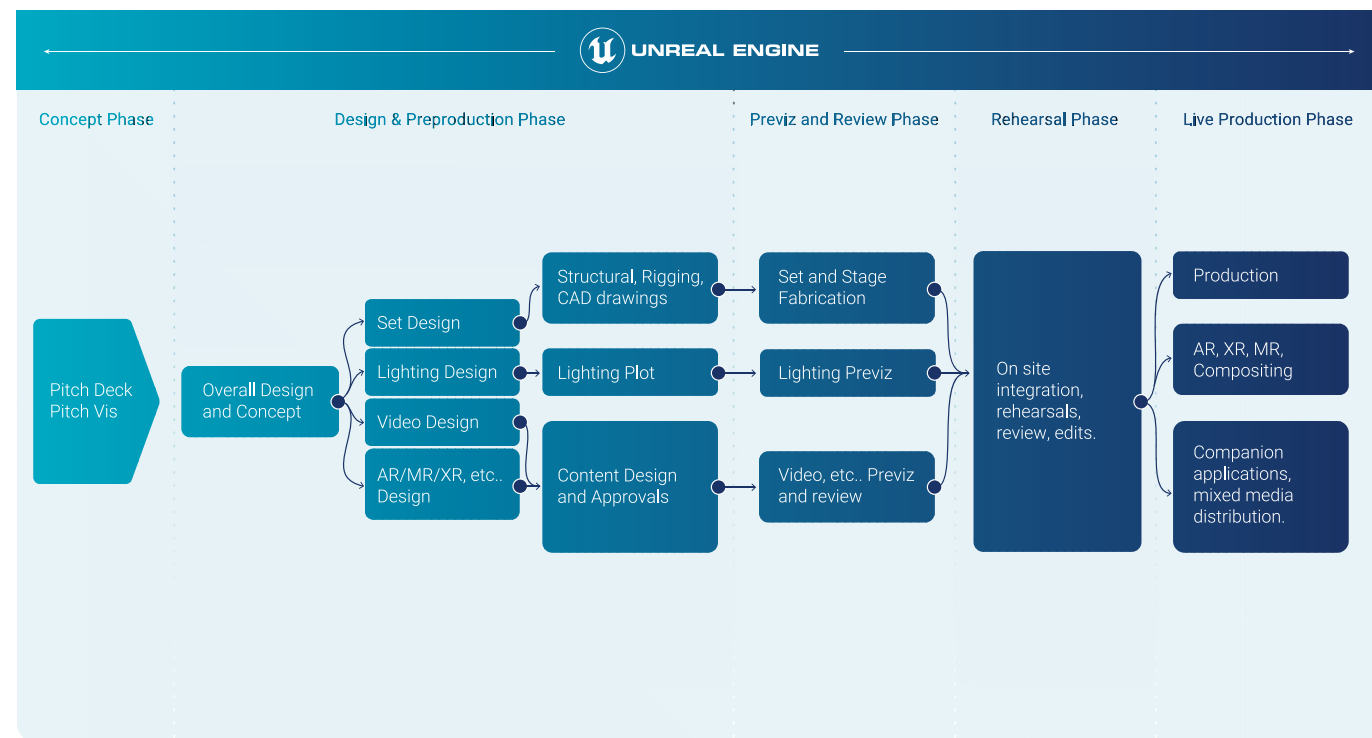 UNREAL ENGINE
Concept Phase
Design & Preproduction Phase
Previz and Review Phase
Rehearsal Phase
Live Production Phase
Pitch Deck
Pitch Vis
Overall Design
and Concept
Set Design
Lighting Design
Video Design
AR/MR/XR, etc..
Design
Structural, Rigging,
CAD drawings
Lighting Plot
Content Design
and Approvals
Set and Stage
Fabrication
Lighting Previz
Video, etc.. Previz
and review
On site
integration,
rehearsals,
review, edits.
Production
AR, XR, MR,
Compositing
Companion
applications,
mixed media
distribution.